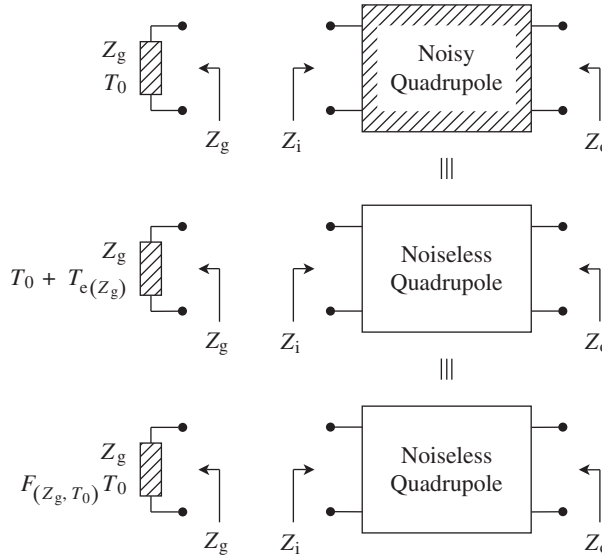 Z_g
T_0
Noisy
Quadrupole
Z_g
Z_i
T_0 + T_e(Z_g)
Z_g
Noiseless
Quadrupole
Z_g
Z_i
Z_g
F_(Z_g, T_0) T_0
Noiseless
Quadrupole
Z_g
Z_i